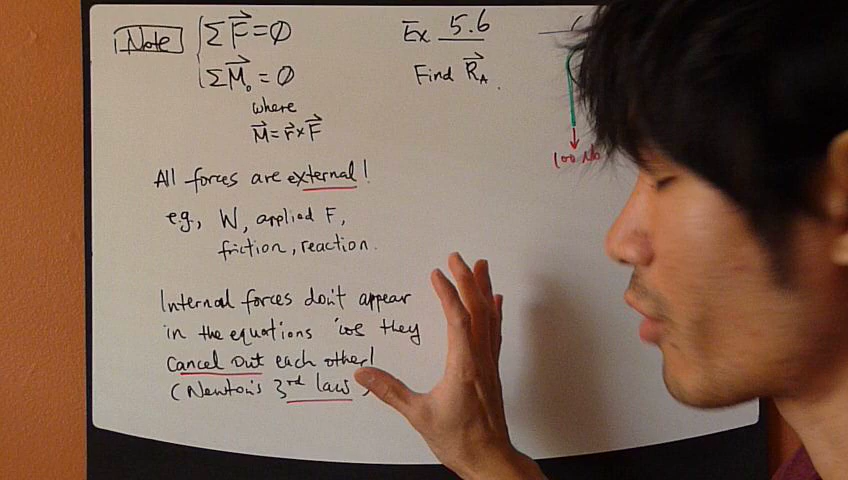 Note ΣF⃗=0
ΣM⃗₀=0
where
M⃗=r⃗×F⃗
All forces are external!
e.g., W, applied F,
friction, reaction.
Internal forces don't appear
in the equations 'cos they
cancel out each other!
(Newton's 3rd law)
Ex 5.6
Find R⃗A.
100